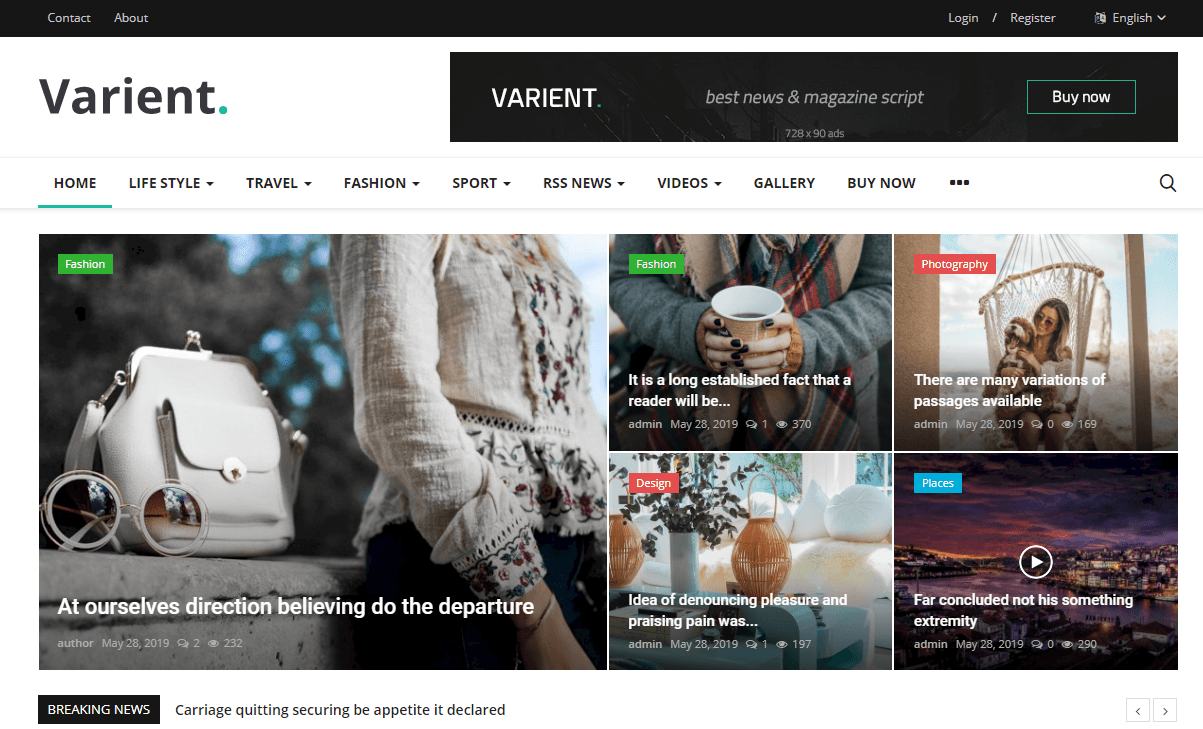 Contact About
Login / Register English
Varient.
VARIENT.
best news & magazine script
Buy now
728 x 90 ads
HOME LIFE STYLE TRAVEL FASHION SPORT RSS NEWS VIDEOS GALLERY BUY NOW •••
Fashion
At ourselves direction believing do the departure
author May 28, 2019 2 232
Fashion
It is a long established fact that a
reader will be...
admin May 28, 2019 1 370
Photography
There are many variations of
passages available
admin May 28, 2019 0 169
Design
Idea of denouncing pleasure and
praising pain was...
admin May 28, 2019 1 197
Places
Far concluded not his something
extremity
admin May 28, 2019 0 290
BREAKING NEWS Carriage quitting securing be appetite it declared